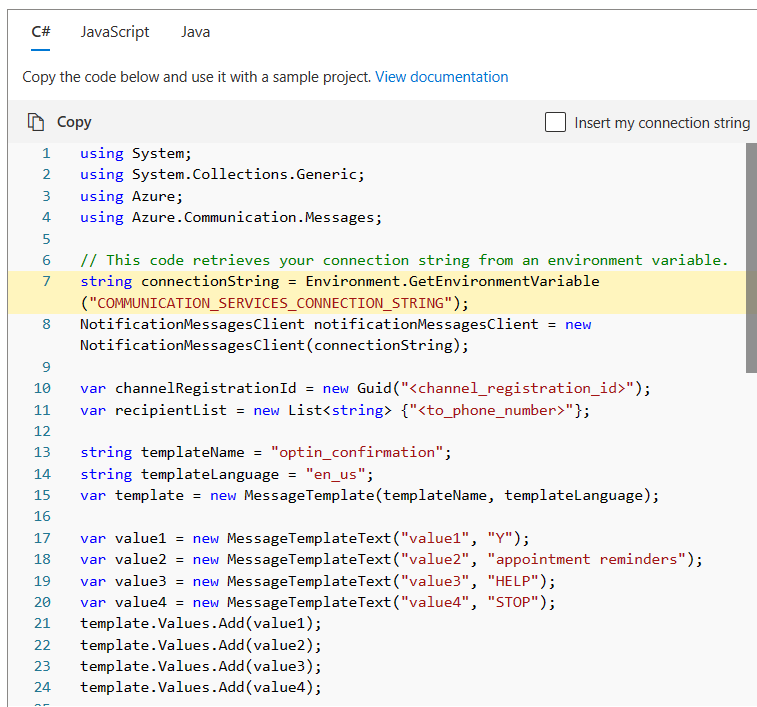 C# JavaScript Java
Copy the code below and use it with a sample project. View documentation
Copy Insert my connection string
1 using System;
2 using System.Collections.Generic;
3 using Azure;
4 using Azure.Communication.Messages;
5
6 // This code retrieves your connection string from an environment variable.
7 string connectionString = Environment.GetEnvironmentVariable
("COMMUNICATION_SERVICES_CONNECTION_STRING");
8 NotificationMessagesClient notificationMessagesClient = new
NotificationMessagesClient(connectionString);
9
10 var channelRegistrationId = new Guid("<channel_registration_id>");
11 var recipientList = new List<string> {"<to_phone_number>"};
12
13 string templateName = "optin_confirmation";
14 string templateLanguage = "en_us";
15 var template = new MessageTemplate(templateName, templateLanguage);
16
17 var value1 = new MessageTemplateText("value1", "Y");
18 var value2 = new MessageTemplateText("value2", "appointment reminders");
19 var value3 = new MessageTemplateText("value3", "HELP");
20 var value4 = new MessageTemplateText("value4", "STOP");
21 template.Values.Add(value1);
22 template.Values.Add(value2);
23 template.Values.Add(value3);
24 template.Values.Add(value4);